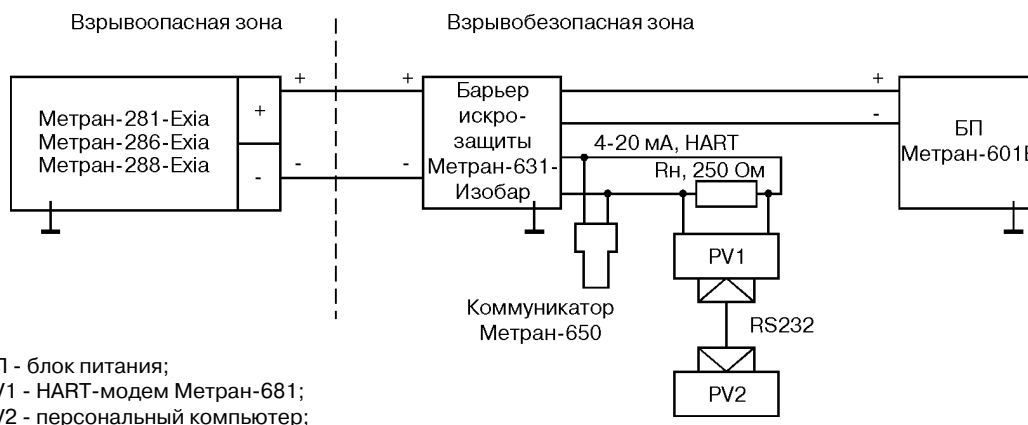 Взрывоопасная зона
Взрывобезопасная зона
Метран-281-Exia
Метран-286-Exia
Метран-288-Exia
+
-
+
-
+
-
Барьер
искро-
защиты
Метран-631-
Изобар
+
-
БП
Метран-601
4-20 мА, HART
Rн, 250 Ом
PV1
Коммуникатор
Метран-650
RS232
PV2
- блок питания;
- HART-модем Метран-681;
- персональный компьютер;